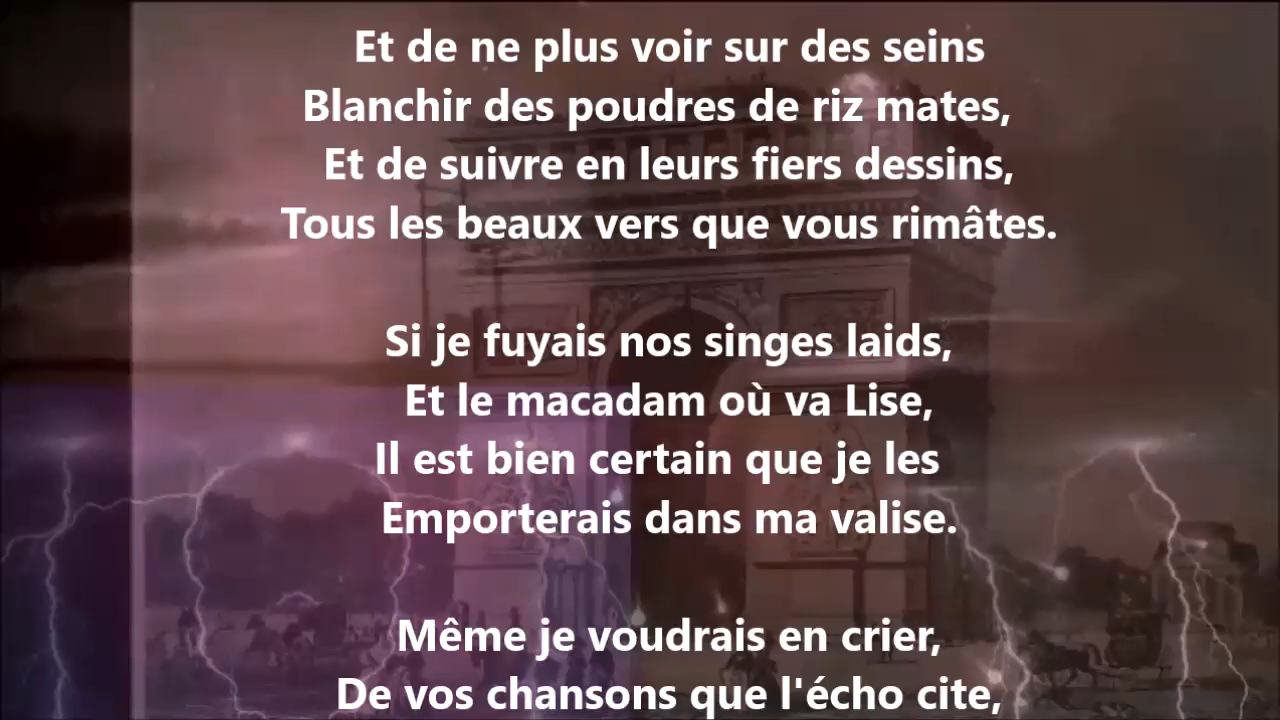 Et de ne plus voir sur des seins
Blanchir des poudres de riz mates,
Et de suivre en leurs fiers dessins,
Tous les beaux vers que vous rimâtes.
Si je fuyais nos singes laids,
Et le macadam où va Lise,
Il est bien certain que je les
Emporterais dans ma valise.
Même je voudrais en crier,
De vos chansons que l'écho cite,